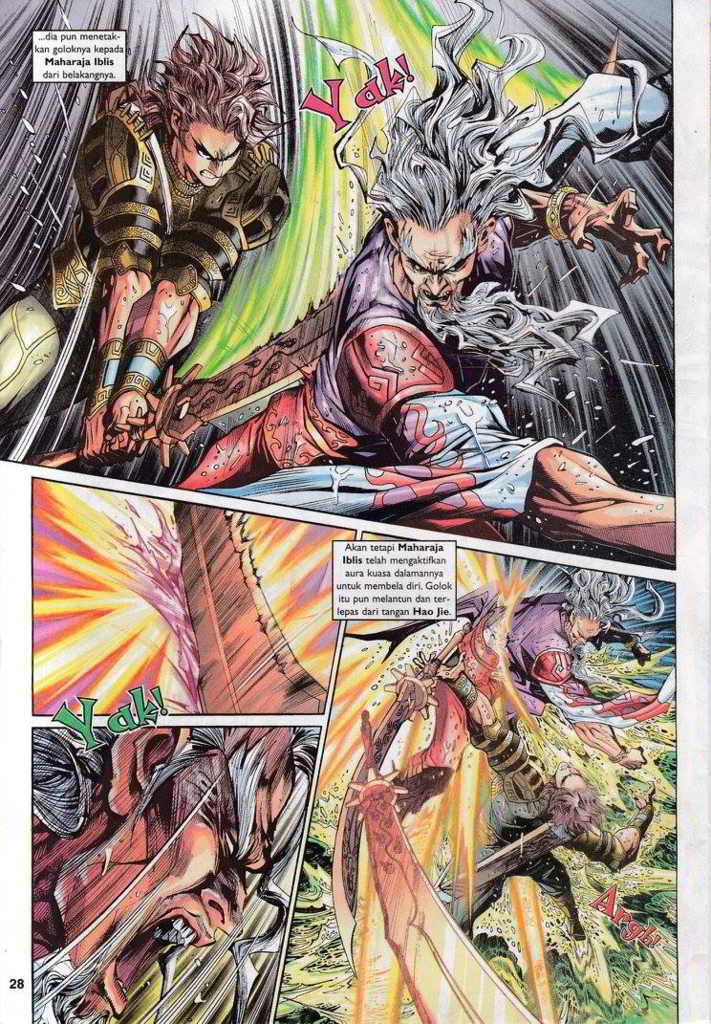 ...dia pun menetak-
kan goloknya kepada
Maharaja Iblis
dari belakangnya.
Yak!
Akan tetapi Maharaja
Iblis telah mengaktifkan
aura kuasa dalamannya
untuk membela diri. Golok
itu pun melantun dan ter-
lepas dari tangan Hao Jie.
Yak!
Argh!
28